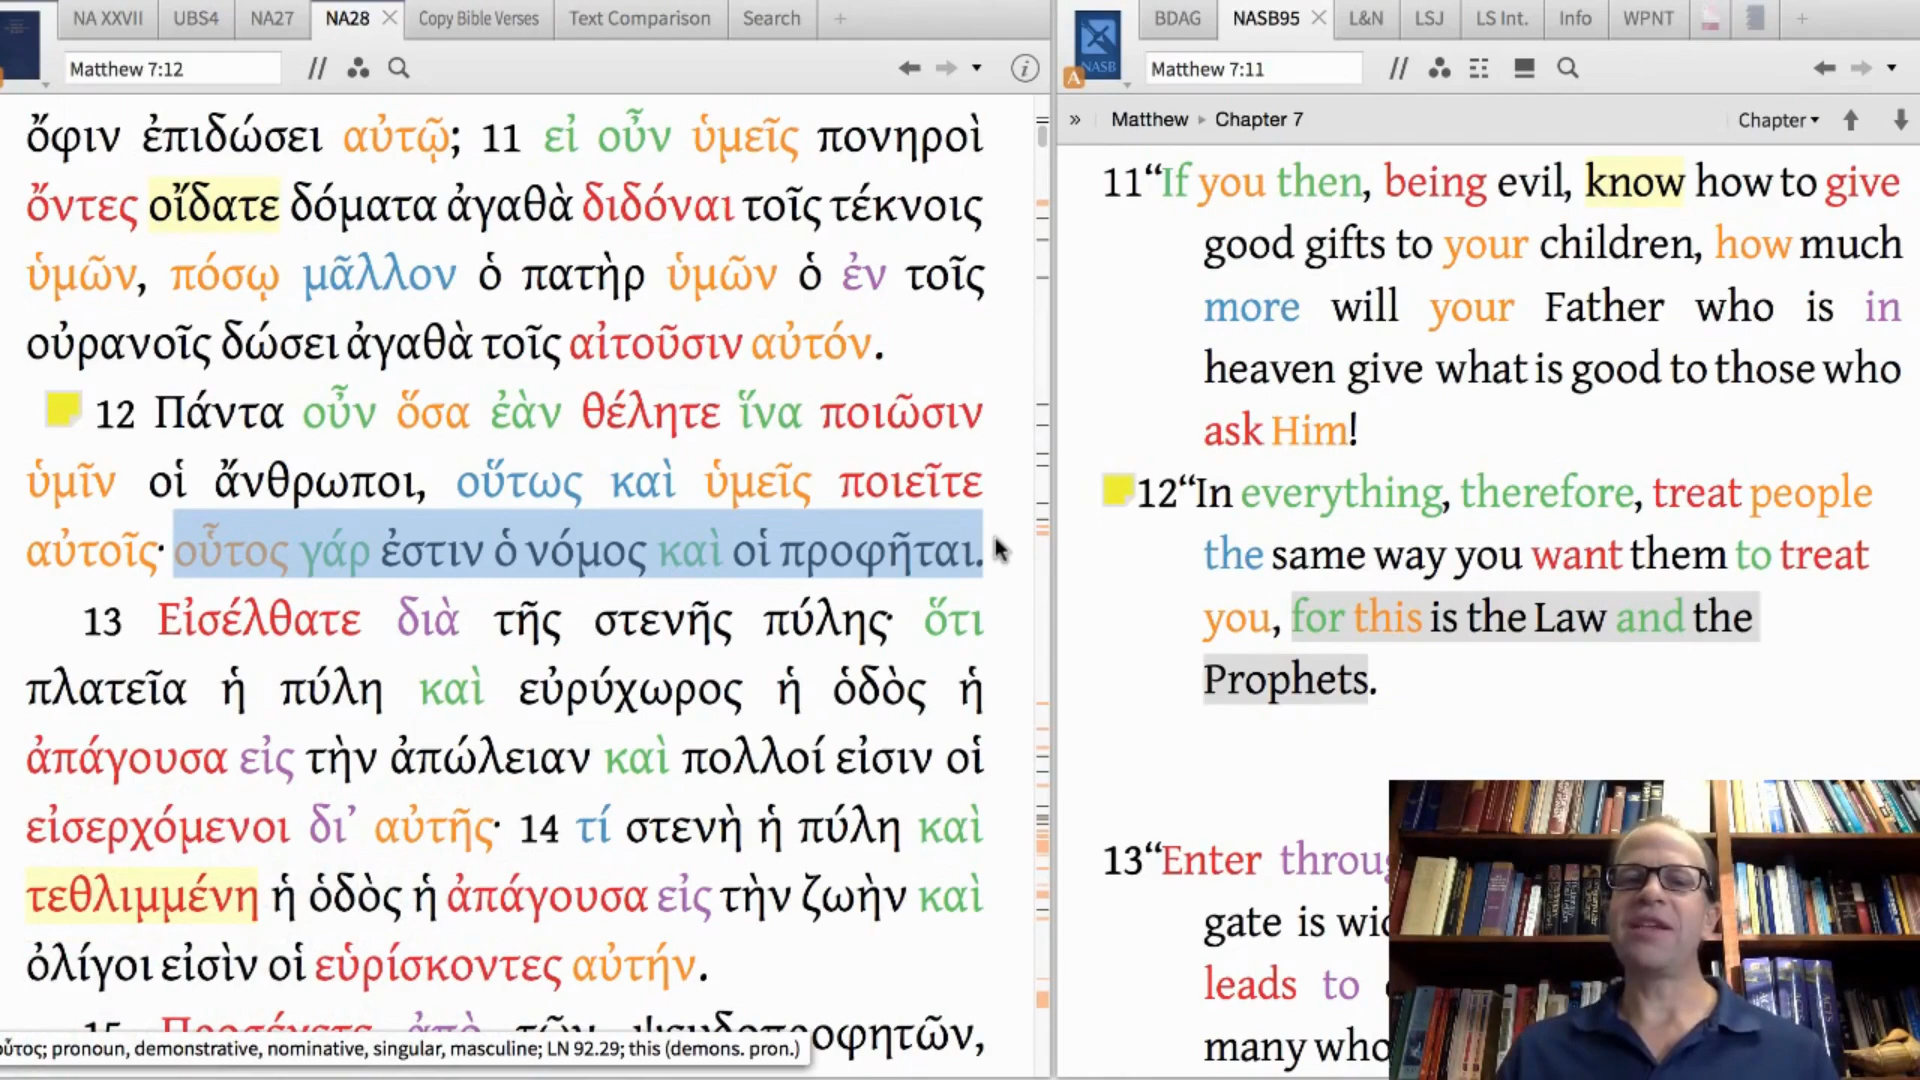 NA XXVII UBS4 NA27 NA28 Copy Bible Verses Text Comparison Search
Matthew 7:12
ὄφιν ἐπιδώσει αὐτῷ; 11 εἰ οὖν ὑμεῖς πονηροὶ
ὄντες οἴδατε δόματα ἀγαθὰ διδόναι τοῖς τέκνοις
ὑμῶν, πόσῳ μᾶλλον ὁ πατὴρ ὑμῶν ὁ ἐν τοῖς
οὐρανοῖς δώσει ἀγαθὰ τοῖς αἰτοῦσιν αὐτόν.
12 Πάντα οὖν ὅσα ἐὰν θέλητε ἵνα ποιῶσιν
ὑμῖν οἱ ἄνθρωποι, οὕτως καὶ ὑμεῖς ποιεῖτε
αὐτοῖς· οὗτος γάρ ἐστιν ὁ νόμος καὶ οἱ προφῆται.
13 Εἰσέλθατε διὰ τῆς στενῆς πύλης· ὅτι
πλατεῖα ἡ πύλη καὶ εὐρύχωρος ἡ ὁδὸς ἡ
ἀπάγουσα εἰς τὴν ἀπώλειαν καὶ πολλοί εἰσιν οἱ
εἰσερχόμενοι δι’ αὐτῆς· 14 τί στενὴ ἡ πύλη καὶ
τεθλιμμένη ἡ ὁδὸς ἡ ἀπάγουσα εἰς τὴν ζωὴν καὶ
ὀλίγοι εἰσὶν οἱ εὑρίσκοντες αὐτήν.
15 Προσέχετε ἀπὸ τῶν ψευδοπροφητῶν,
οὗτος; pronoun, demonstrative, nominative, singular, masculine; LN 92.29; this (demons. pron.)
BDAG NASB95 L&N LSJ LS Int. Info WPNT
NASB
A
Matthew 7:11
» Matthew Chapter 7 Chapter
11“If you then, being evil, know how to give
good gifts to your children, how much
more will your Father who is in
heaven give what is good to those who
ask Him!
12“In everything, therefore, treat people
the same way you want them to treat
you, for this is the Law and the
Prophets.
13“Enter throu
gate is wi
leads to
many who
ACTS
ACTS